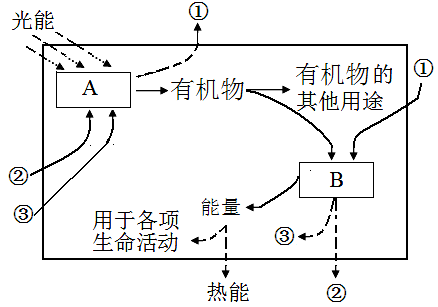 光能
①
A
有机物
有机物的
其他用途
①
②
③
B
能量
用于各项
生命活动
③
热能
②